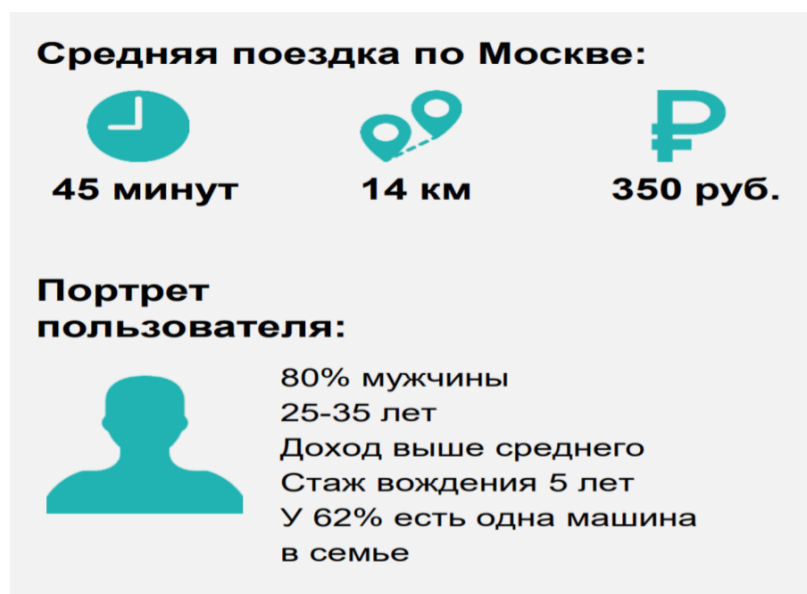 Средняя поездка по Москве:
45 минут
14 км
350 руб.
Портрет
пользователя:
80% мужчины
25-35 лет
Доход выше среднего
Стаж вождения 5 лет
У 62% есть одна машина
в семье